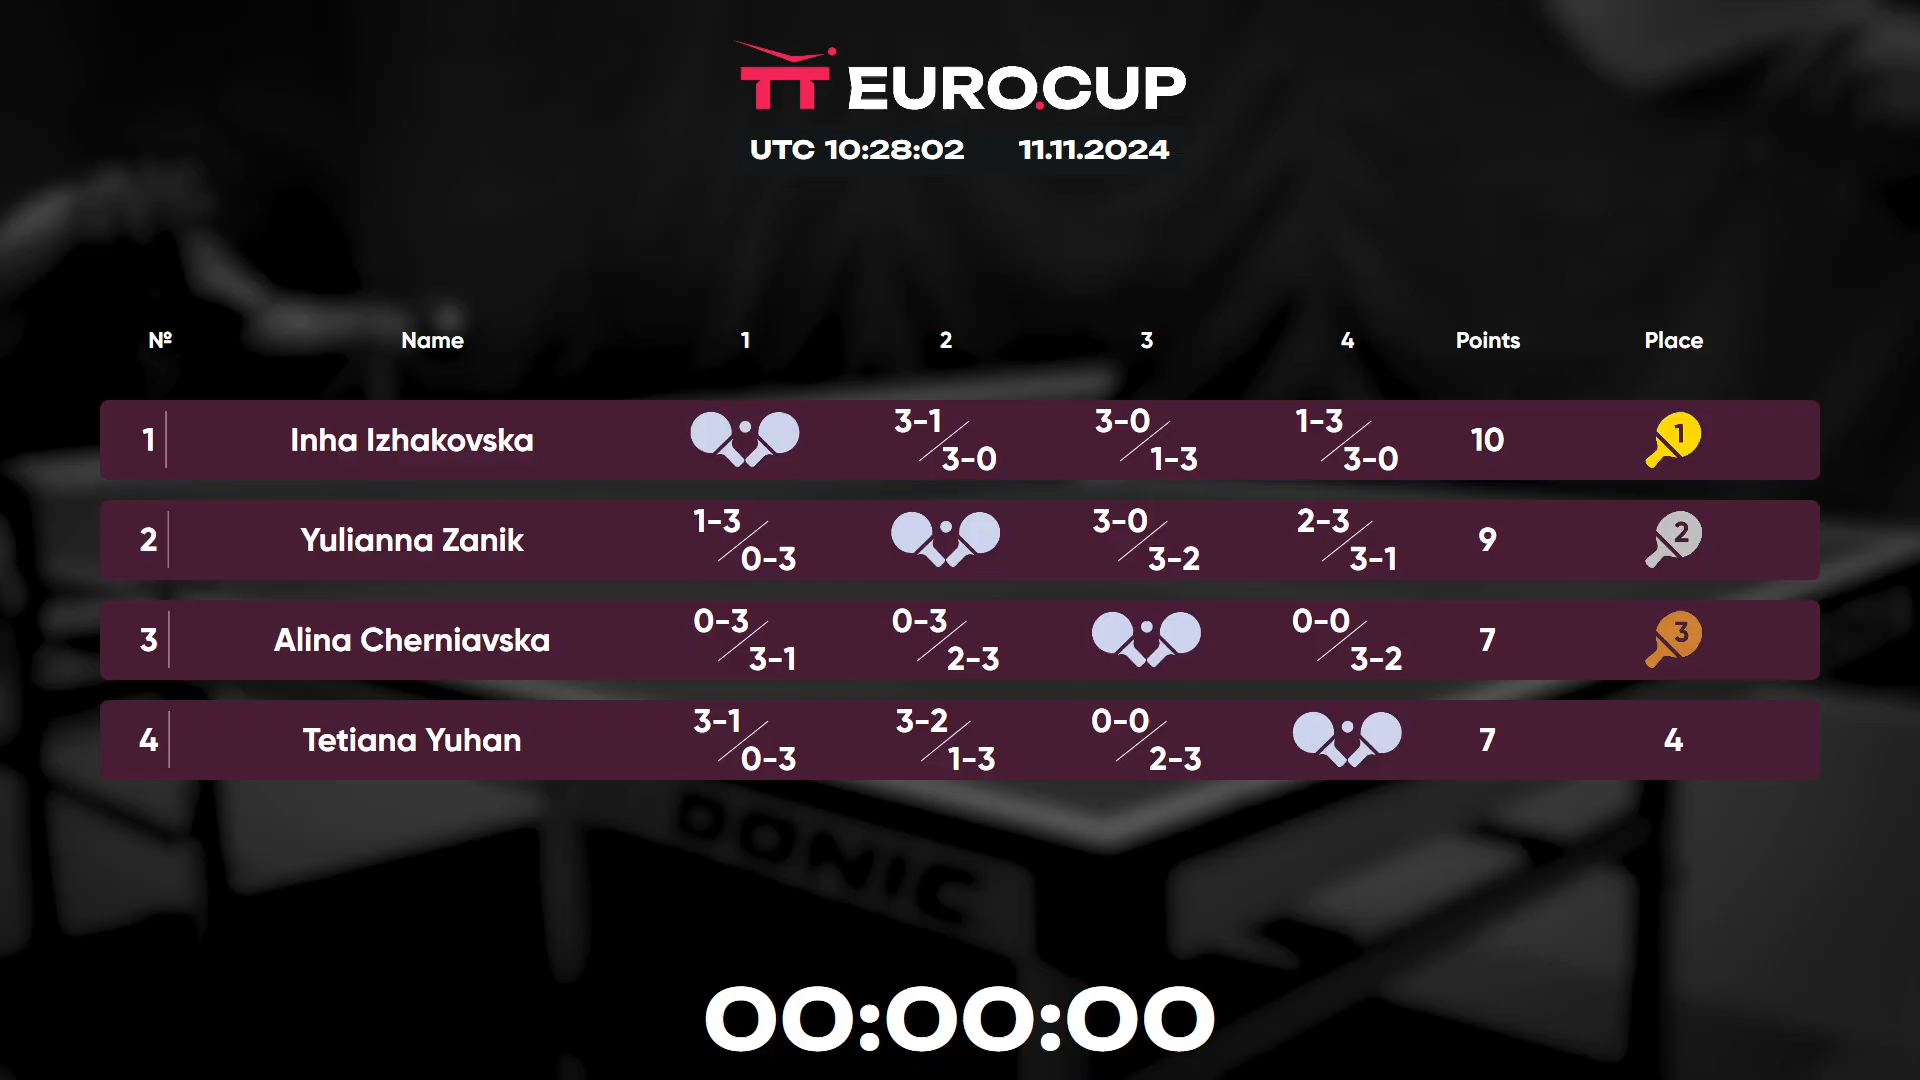 TT EURO.CUP
UTC 10:28:02 11.11.2024
Nº Name 1 2 3 4 Points Place
1 Inha Izhakovska 3-1 3-0 3-0 1-3 1-3 3-0 10 1
2 Yulianna Zanik 1-3 0-3 3-0 3-2 2-3 3-1 9 2
3 Alina Cherniavska 0-3 3-1 0-3 2-3 0-0 3-2 7 3
4 Tetiana Yuhan 3-1 0-3 3-2 1-3 0-0 2-3 7 4
DONIC
00:00:00